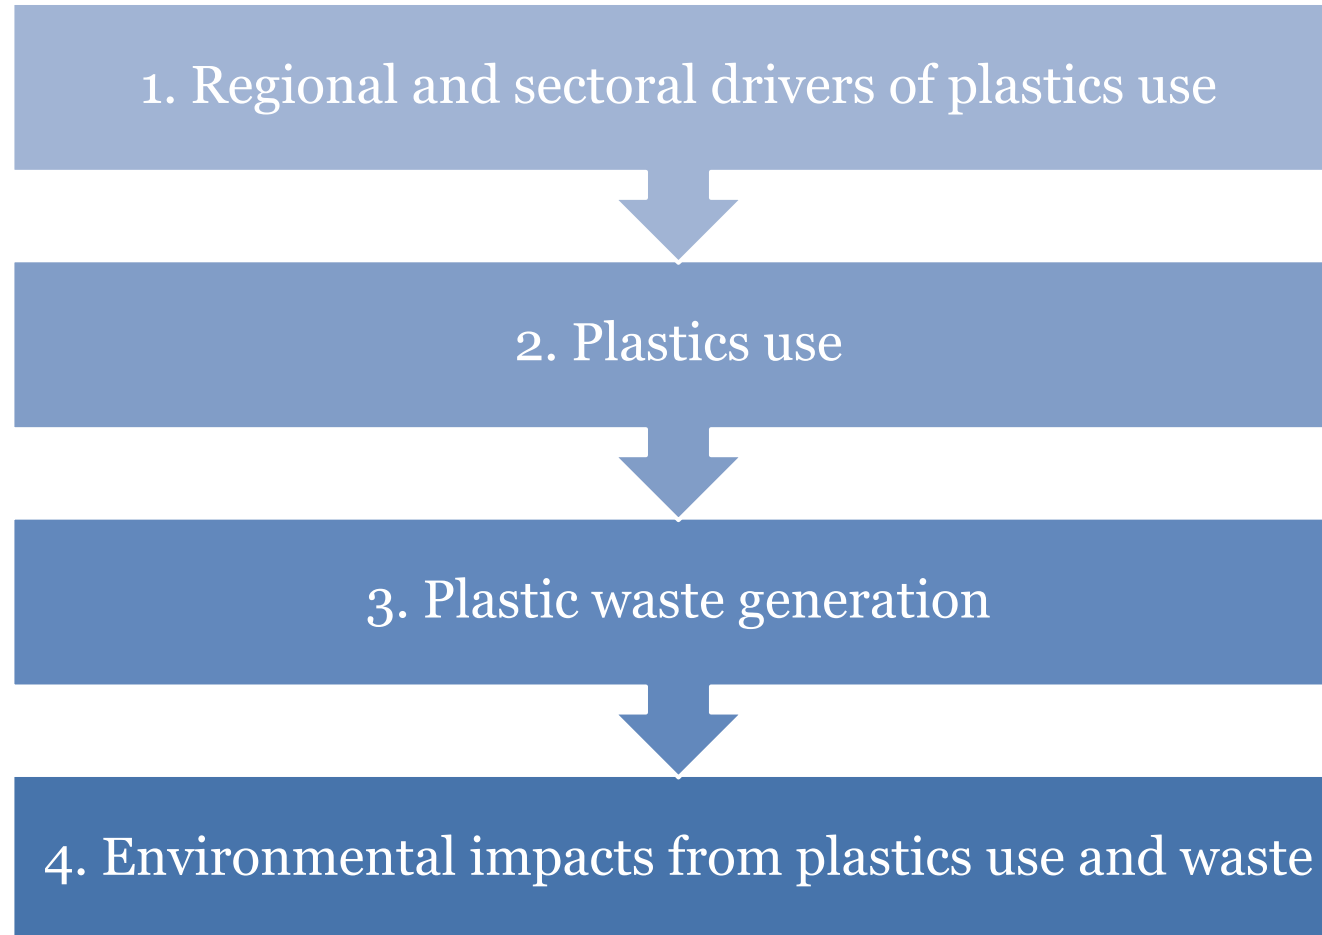 1. Regional and sectoral drivers of plastics use
2. Plastics use
3. Plastic waste generation
4. Environmental impacts from plastics use and waste